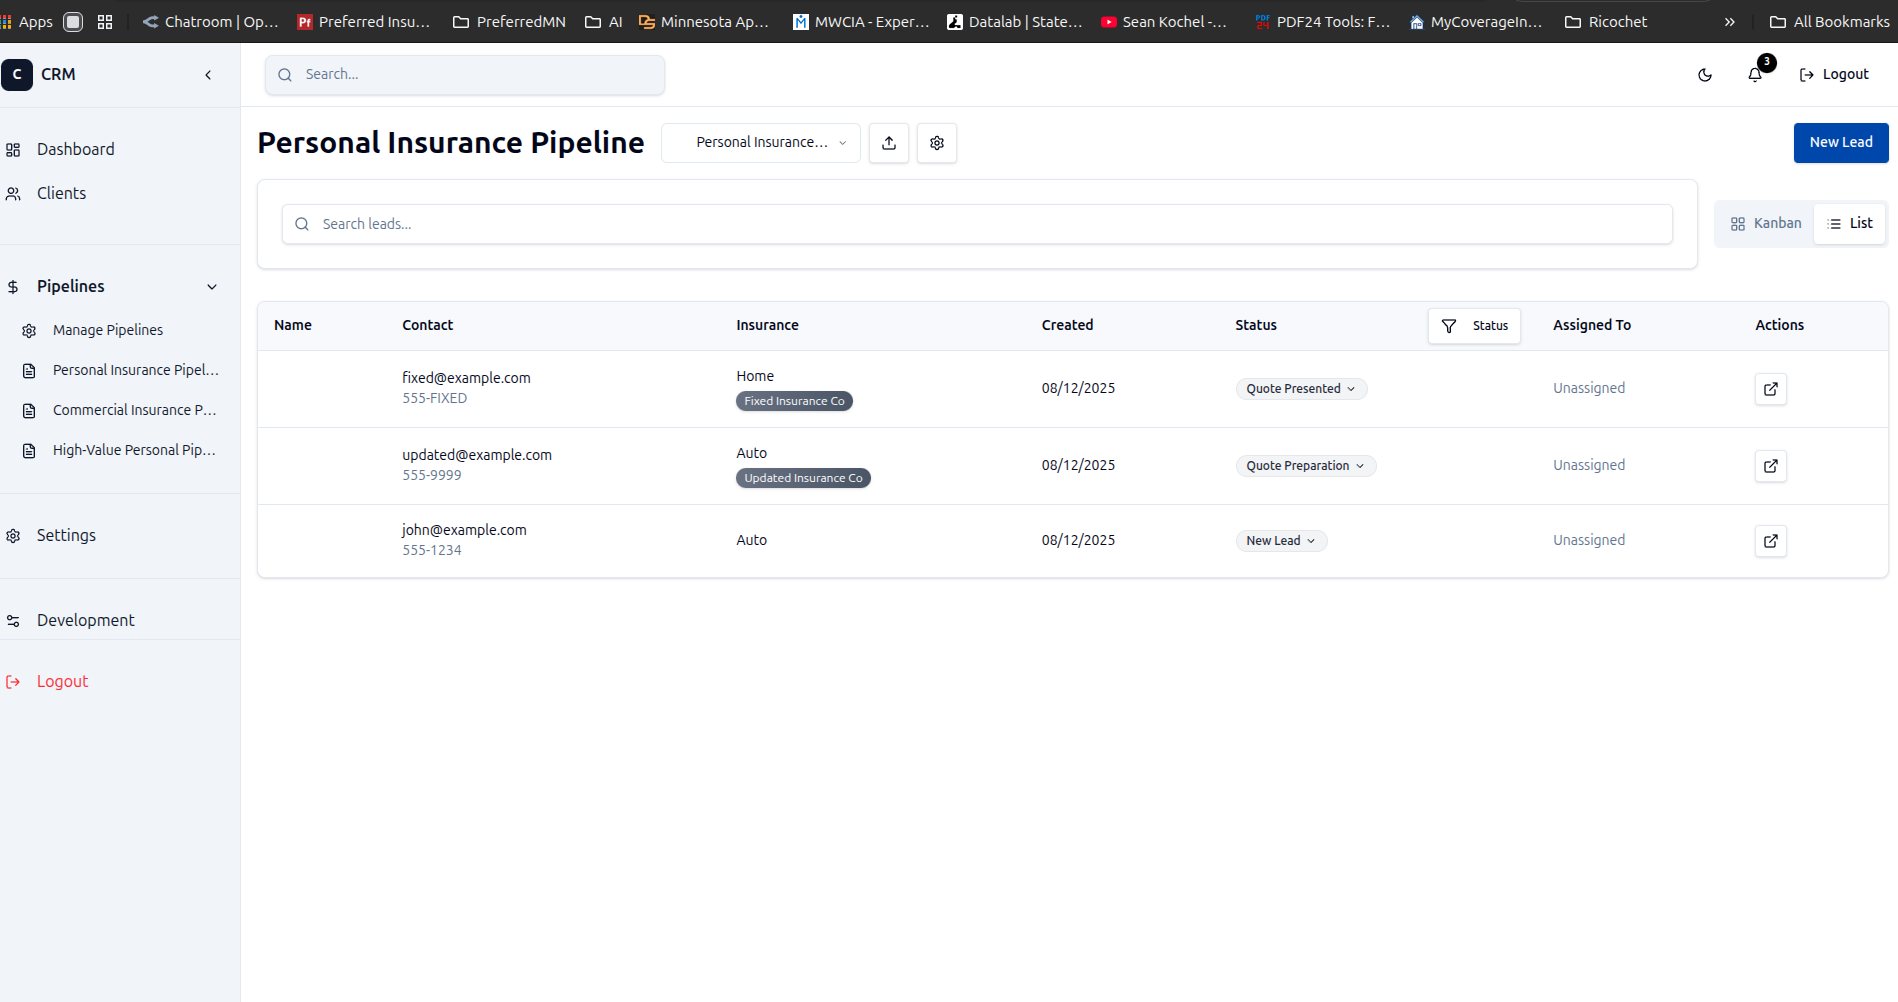 Apps
Chatroom | Op...
Preferred Insu...
PreferredMN
AI
Minnesota Ap...
MWCIA - Exper...
Datalab | State...
Sean Kochel -...
PDF24 Tools: F...
MyCoverageIn...
Ricochet
All Bookmarks
C CRM
Search...
3
Logout
Dashboard
Clients
Pipelines
Manage Pipelines
Personal Insurance Pipel...
Commercial Insurance P...
High-Value Personal Pip...
Settings
Development
Logout
Personal Insurance Pipeline
Personal Insurance...
New Lead
Search leads...
Kanban
List
Name Contact Insurance Created Status Status Assigned To Actions
fixed@example.com
555-FIXED
Home
Fixed Insurance Co
08/12/2025
Quote Presented
Unassigned
updated@example.com
555-9999
Auto
Updated Insurance Co
08/12/2025
Quote Preparation
Unassigned
john@example.com
555-1234
Auto
08/12/2025
New Lead
Unassigned